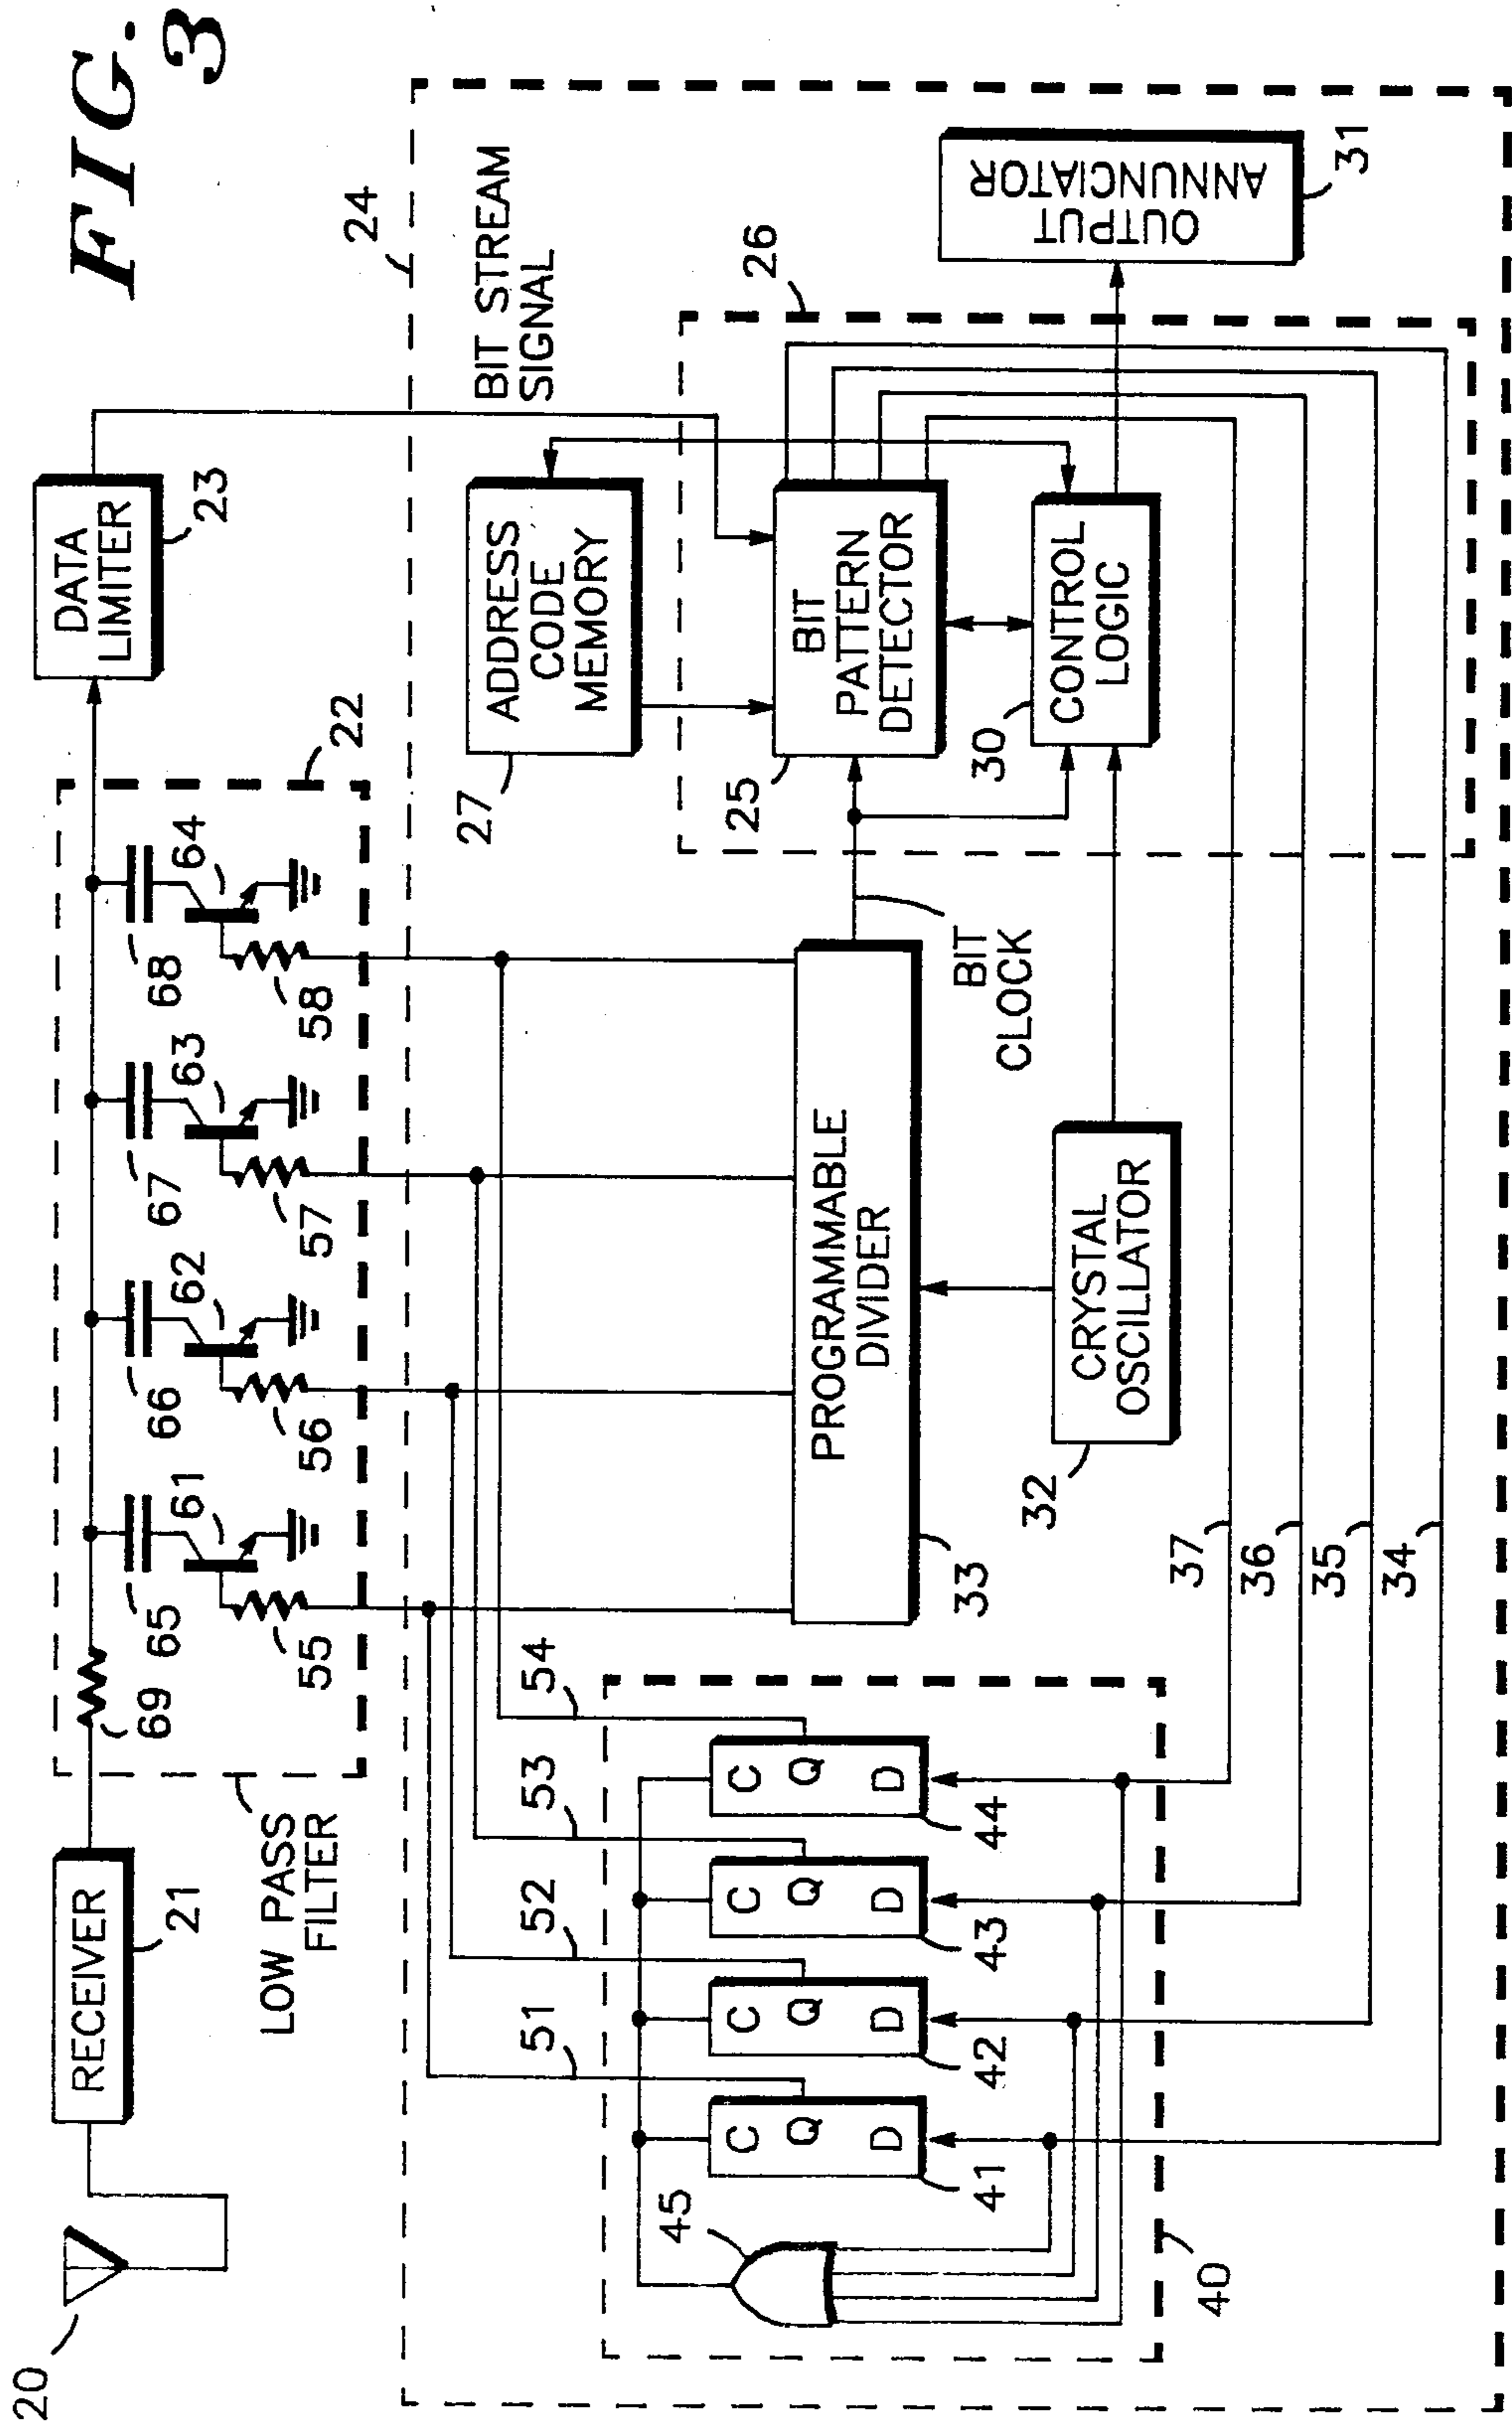 FIG. 3
20
RECEIVER
21
LOW PASS
FILTER
22
69
65
61
55
66
62
56
67
63
57
68
64
58
DATA
LIMITER
23
24
BIT STREAM
SIGNAL
51
52
53
54
45
C
Q
D
41
C
Q
D
42
C
Q
D
43
C
Q
D
44
40
PROGRAMMABLE
DIVIDER
33
BIT
CLOCK
CRYSTAL
OSCILLATOR
32
27
ADDRESS
CODE
MEMORY
26
25
BIT
PATTERN
DETECTOR
30
CONTROL
LOGIC
OUTPUT
ANNUNCIATOR
31
37
36
35
34